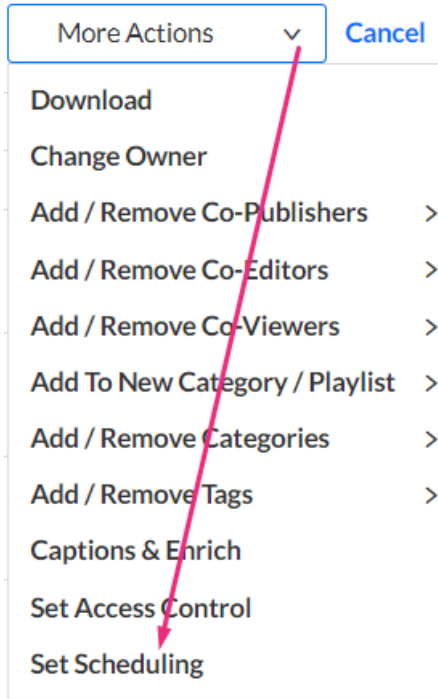 More Actions Cancel
Download
Change Owner
Add / Remove Co-Publishers
Add / Remove Co-Editors
Add / Remove Co-Viewers
Add To New Category / Playlist
Add / Remove Categories
Add / Remove Tags
Captions & Enrich
Set Access Control
Set Scheduling